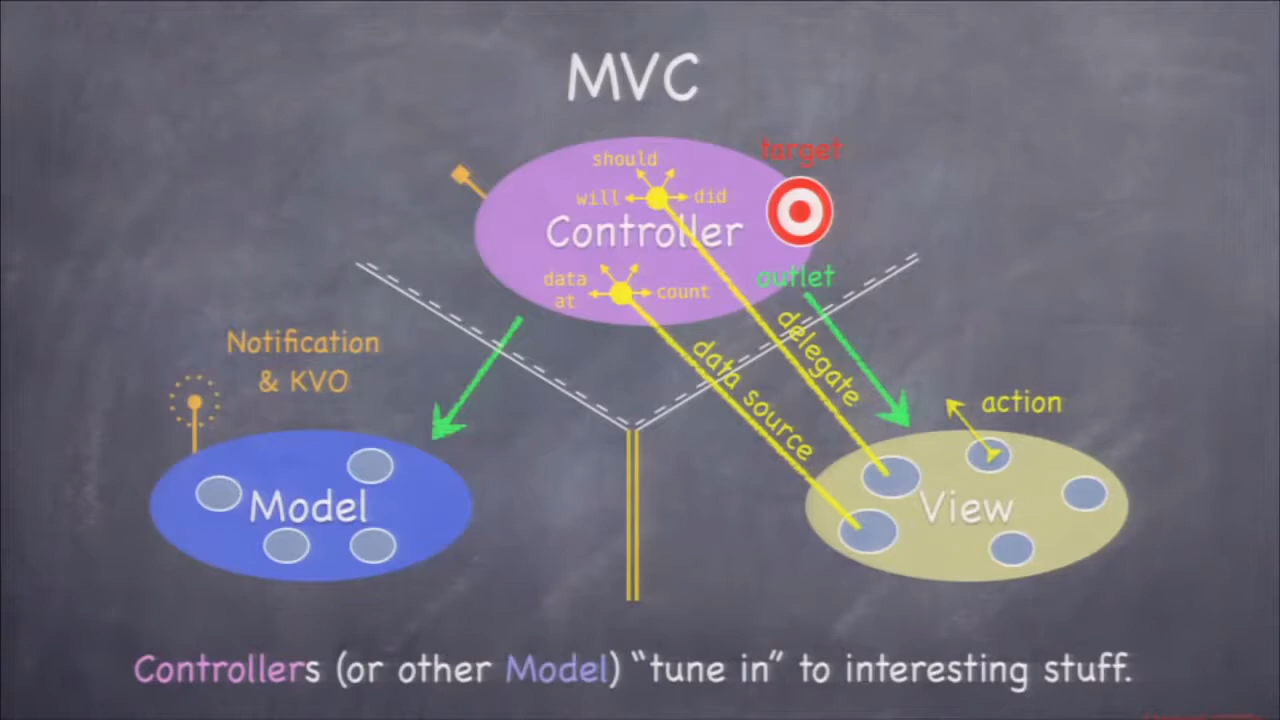 MVC
should
target
will
did
Controller
data
at
count
outlet
Notification
& KVO
delegate
data source
action
Model
View
Controllers (or other Model) “tune in” to interesting stuff.